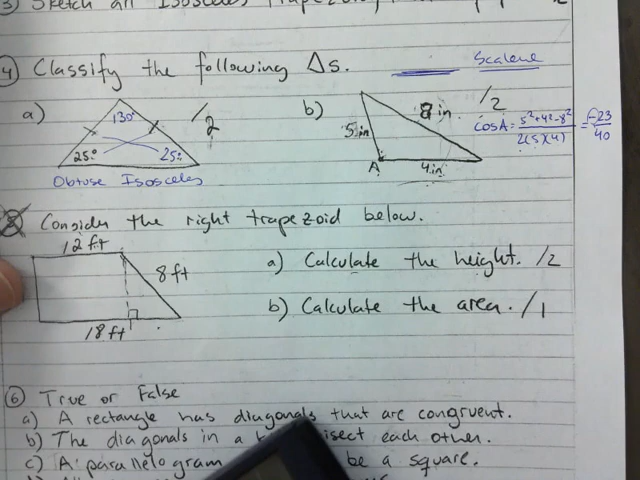 3) Sketch an Isosceles Trapezoid
④ Classify the following Δs.
Scalene
a)
130°
25°
25°
/2
Obtuse Isosceles
b)
5 in
8 in
4 in
A
/2
cosA = 5²+4²-8² / 2(5)(4) = -23/40
Consider the right trapezoid below.
12 ft
8 ft
18 ft
a) Calculate the height. /2
b) Calculate the area. /1
⑥ True or False
a) A rectangle has diagonals that are congruent.
b) The diagonals in a isect each other.
c) A parallelogram be a square.